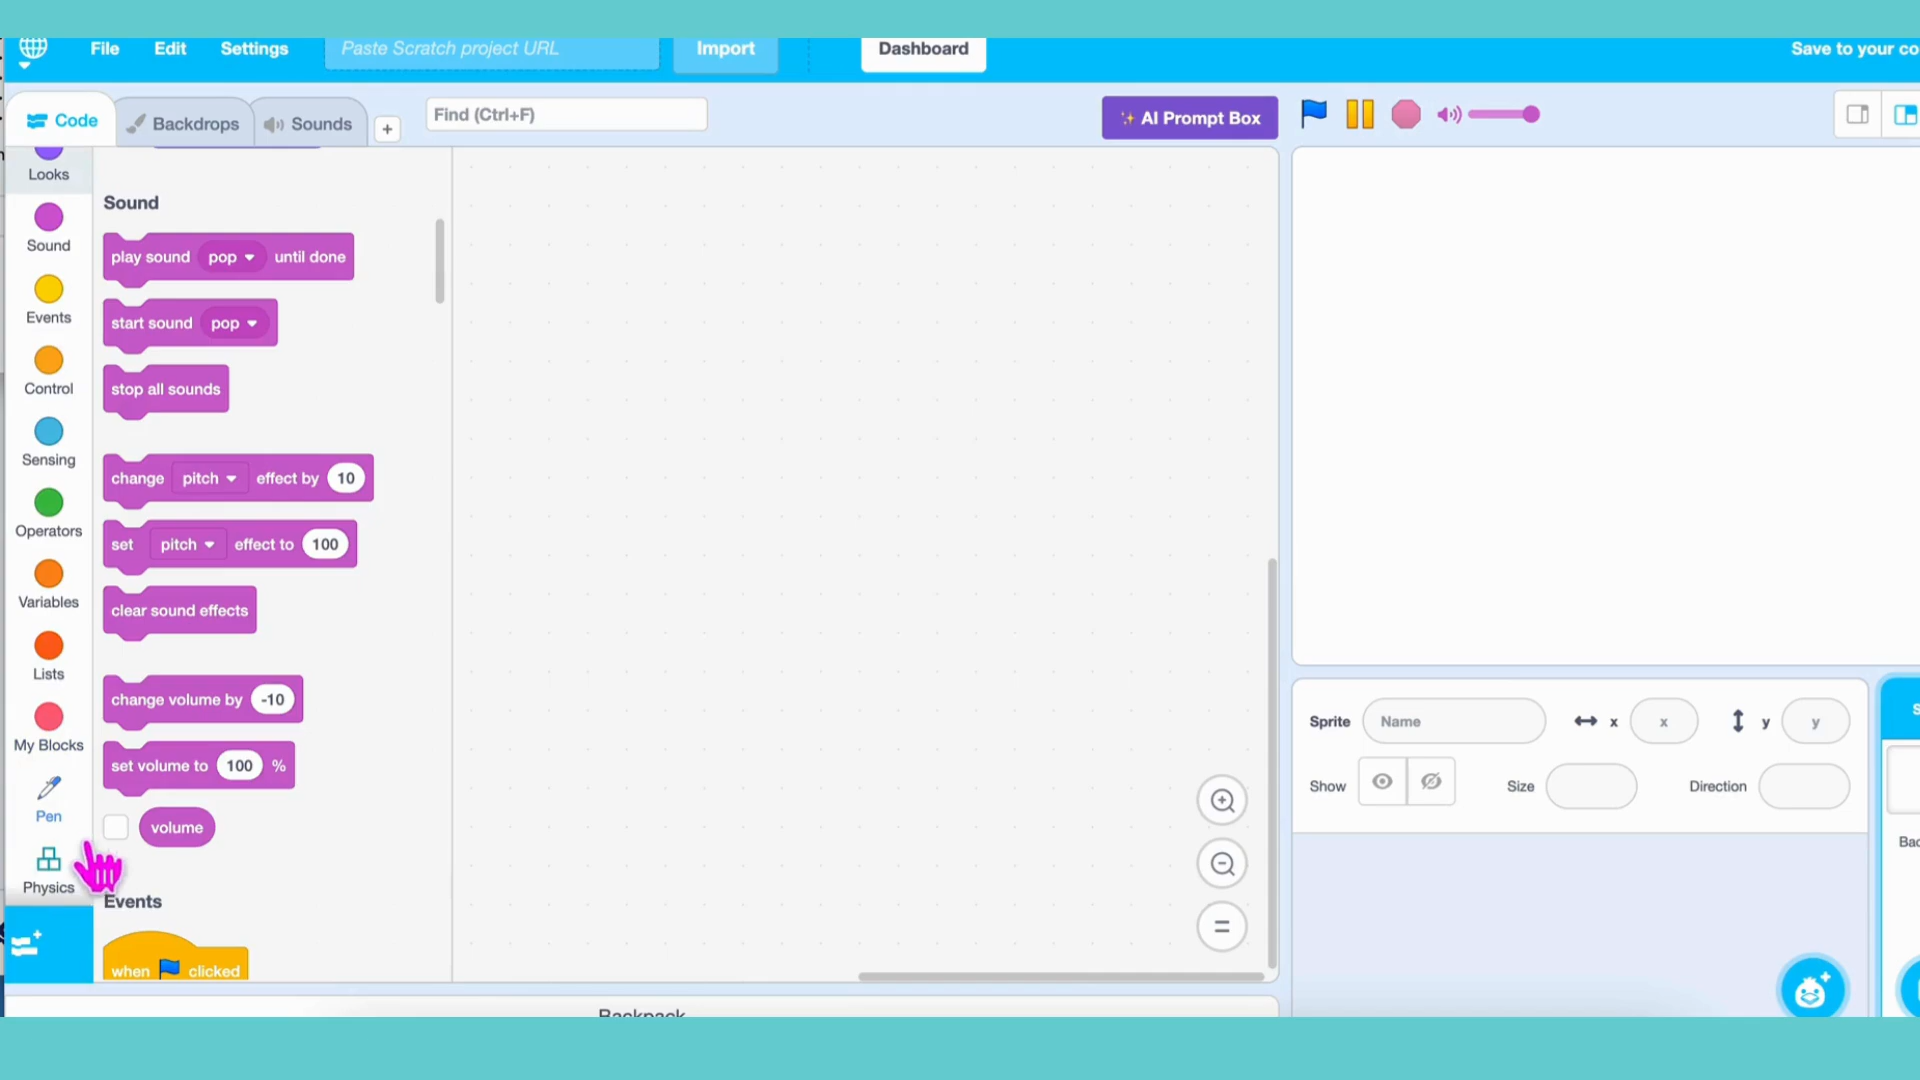 File Edit Settings Paste Scratch project URL Import Dashboard Save to your co
Code Backdrops Sounds + Find (Ctrl+F) AI Prompt Box
Looks
Sound
Events
Control
Sensing
Operators
Variables
Lists
My Blocks
Pen
Physics
Sound
play sound pop until done
start sound pop
stop all sounds
change pitch effect by 10
set pitch effect to 100
clear sound effects
change volume by -10
set volume to 100 %
volume
Events
when clicked
Backpack
Sprite Name x x y y
Show Size Direction
S
Bac